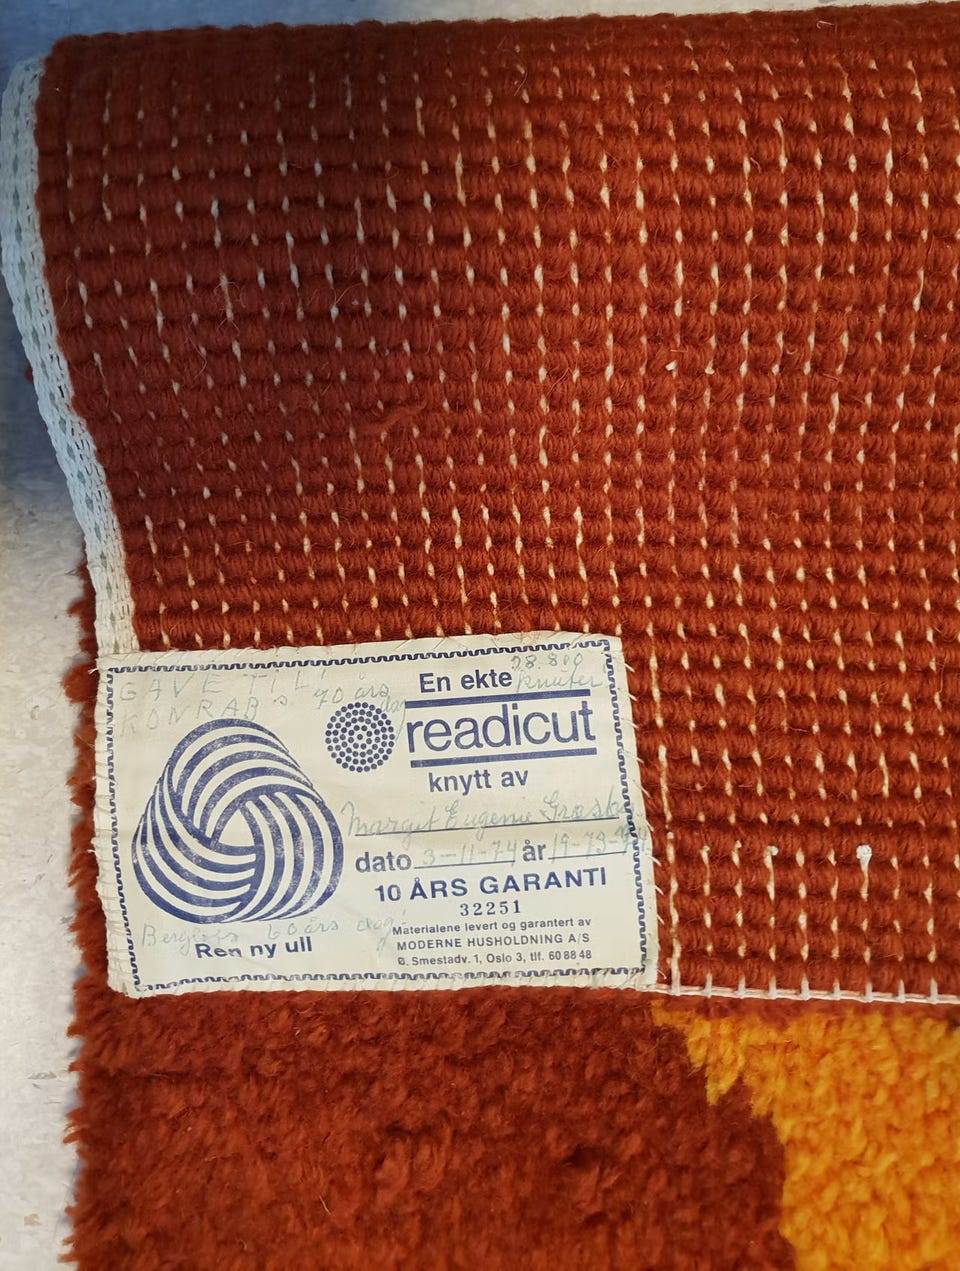 GAVE TIL
KONRAD s 70 års dag
28.800
knuter
En ekte
readicut
knytt av
Margit Eugenie
dato 3-11-74 år 19-73-74
10 ÅRS GARANTI
32251
Materialene levert og garantert av
MODERNE HUSHOLDNING A/S
Ø. Smestadv. 1, Oslo 3, tlf. 60 88 48
60 års dag
Ren ny ull